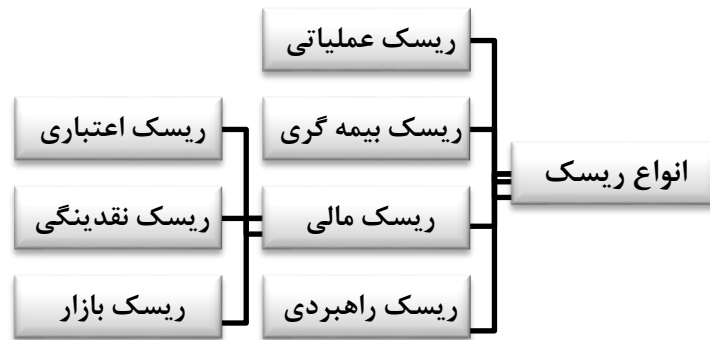 انواع ریسک
ریسک عملیاتی
ریسک بیمه گری
ریسک مالی
ریسک راهبردی
ریسک اعتباری
ریسک نقدینگی
ریسک بازار